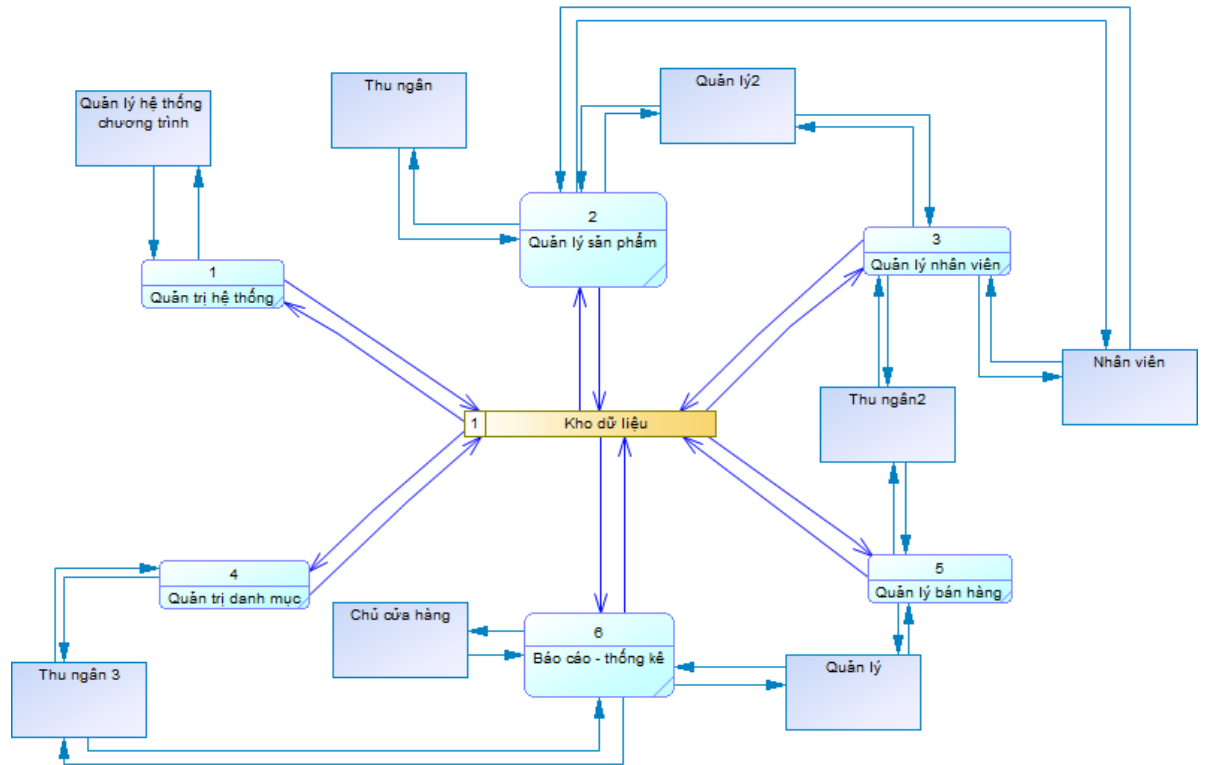 Thu ngân
Quản lý2
Quản lý hệ thống
chương trình
2
Quản lý sản phẩm
3
Quản lý nhân viên
1
Quản trị hệ thống
Nhân viên
Thu ngân2
1
Kho dữ liệu
4
Quản trị danh mục
5
Quản lý bán hàng
Chủ cửa hàng
6
Báo cáo - thống kê
Thu ngân 3
Quản lý